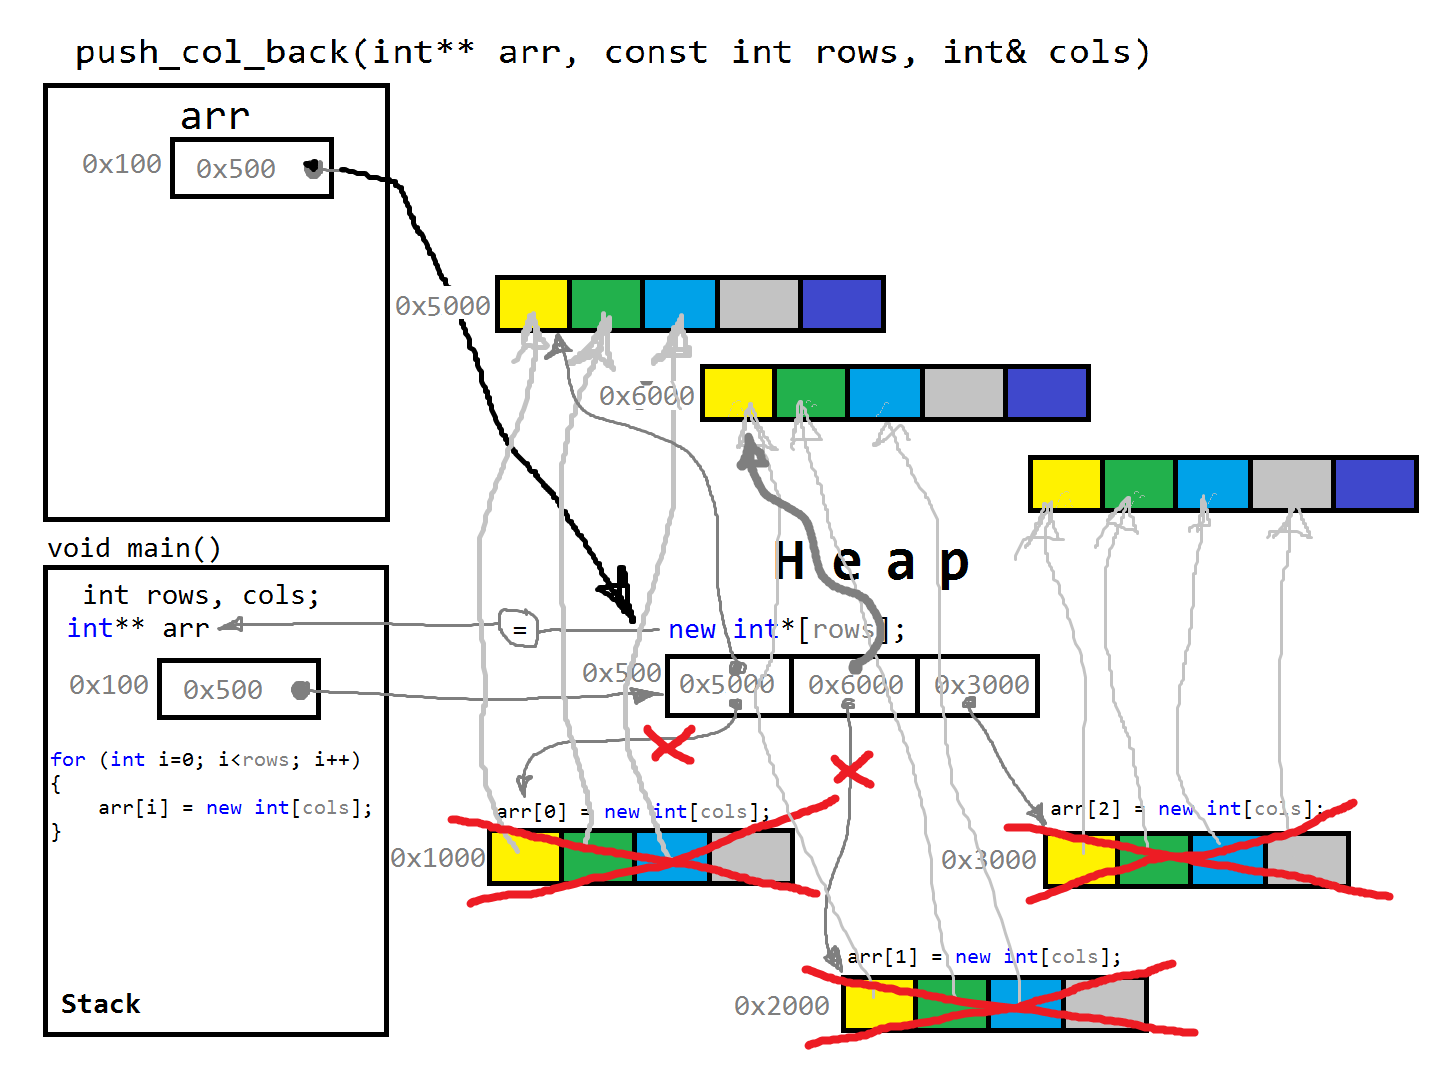 push_col_back(int** arr, const int rows, int& cols)
arr
0x100
0x500
0x5000
0x6000
void main()
int rows, cols;
int** arr
=
new int*[rows];
Heap
0x100
0x500
0x500
0x5000
0x6000
0x3000
for (int i=0; i<rows; i++)
{
arr[i] = new int[cols];
}
arr[0] = new int[cols];
0x1000
arr[2] = new int[cols];
0x3000
arr[1] = new int[cols];
0x2000
Stack